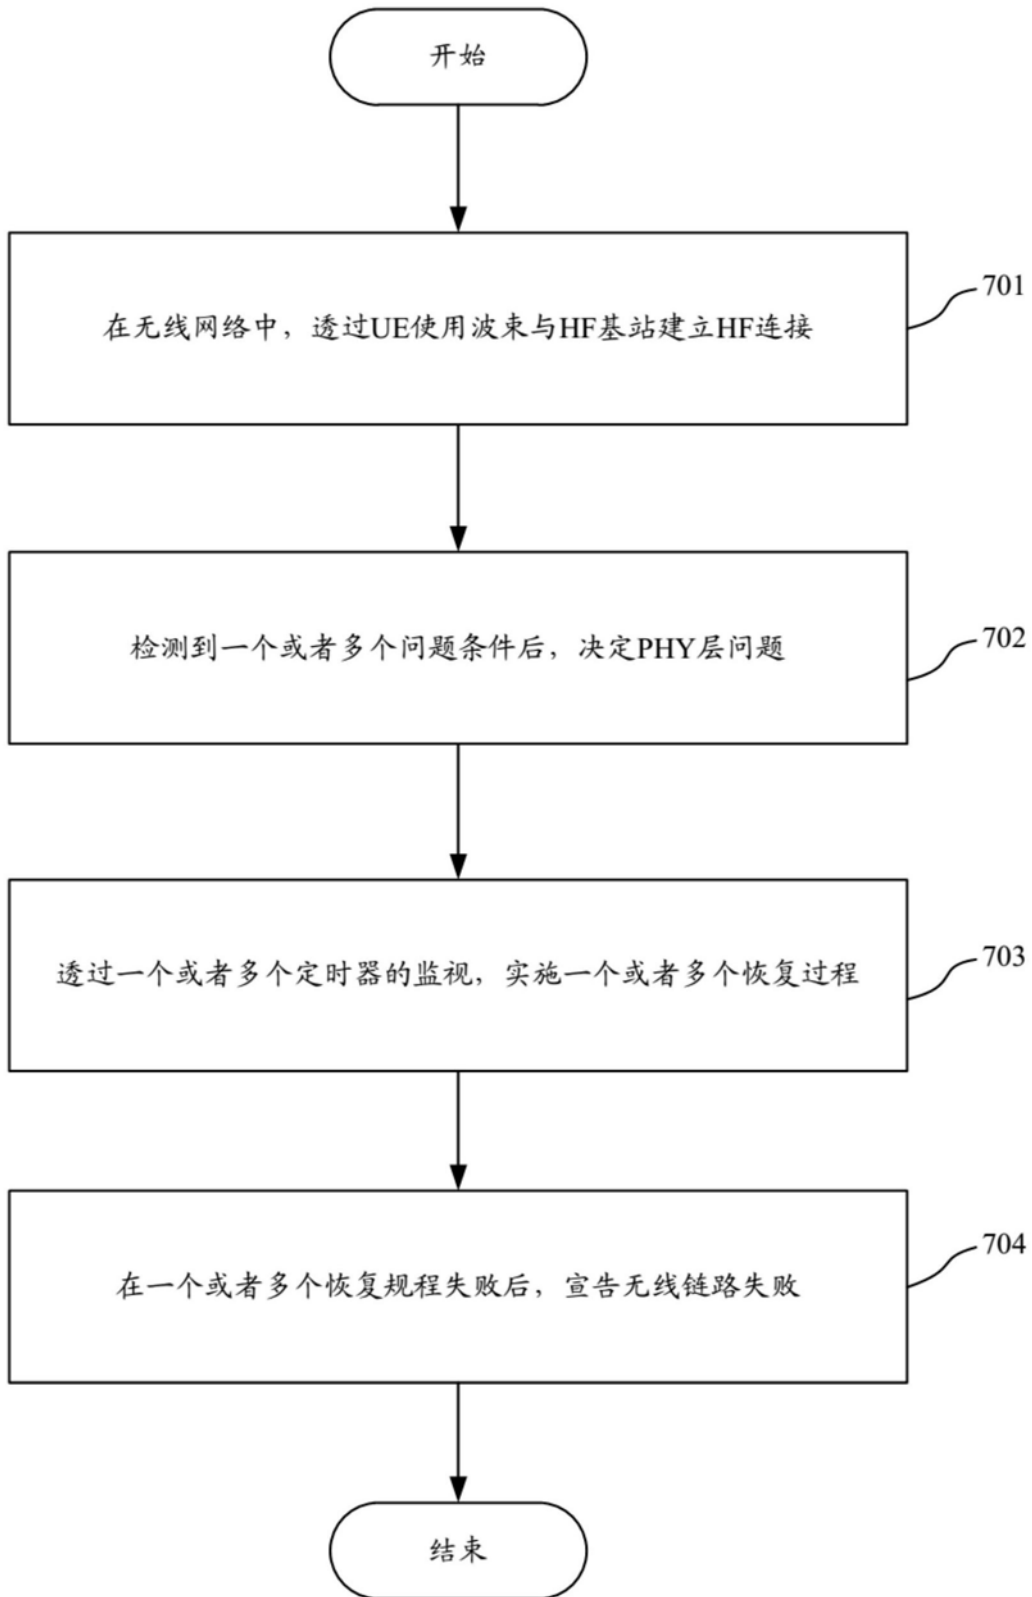 开始
701
在无线网络中，透过UE使用波束与HF基站建立HF连接
702
检测到一个或者多个问题条件后，决定PHY层问题
703
透过一个或者多个定时器的监视，实施一个或者多个恢复过程
704
在一个或者多个恢复规程失败后，宣告无线链路失败
结束